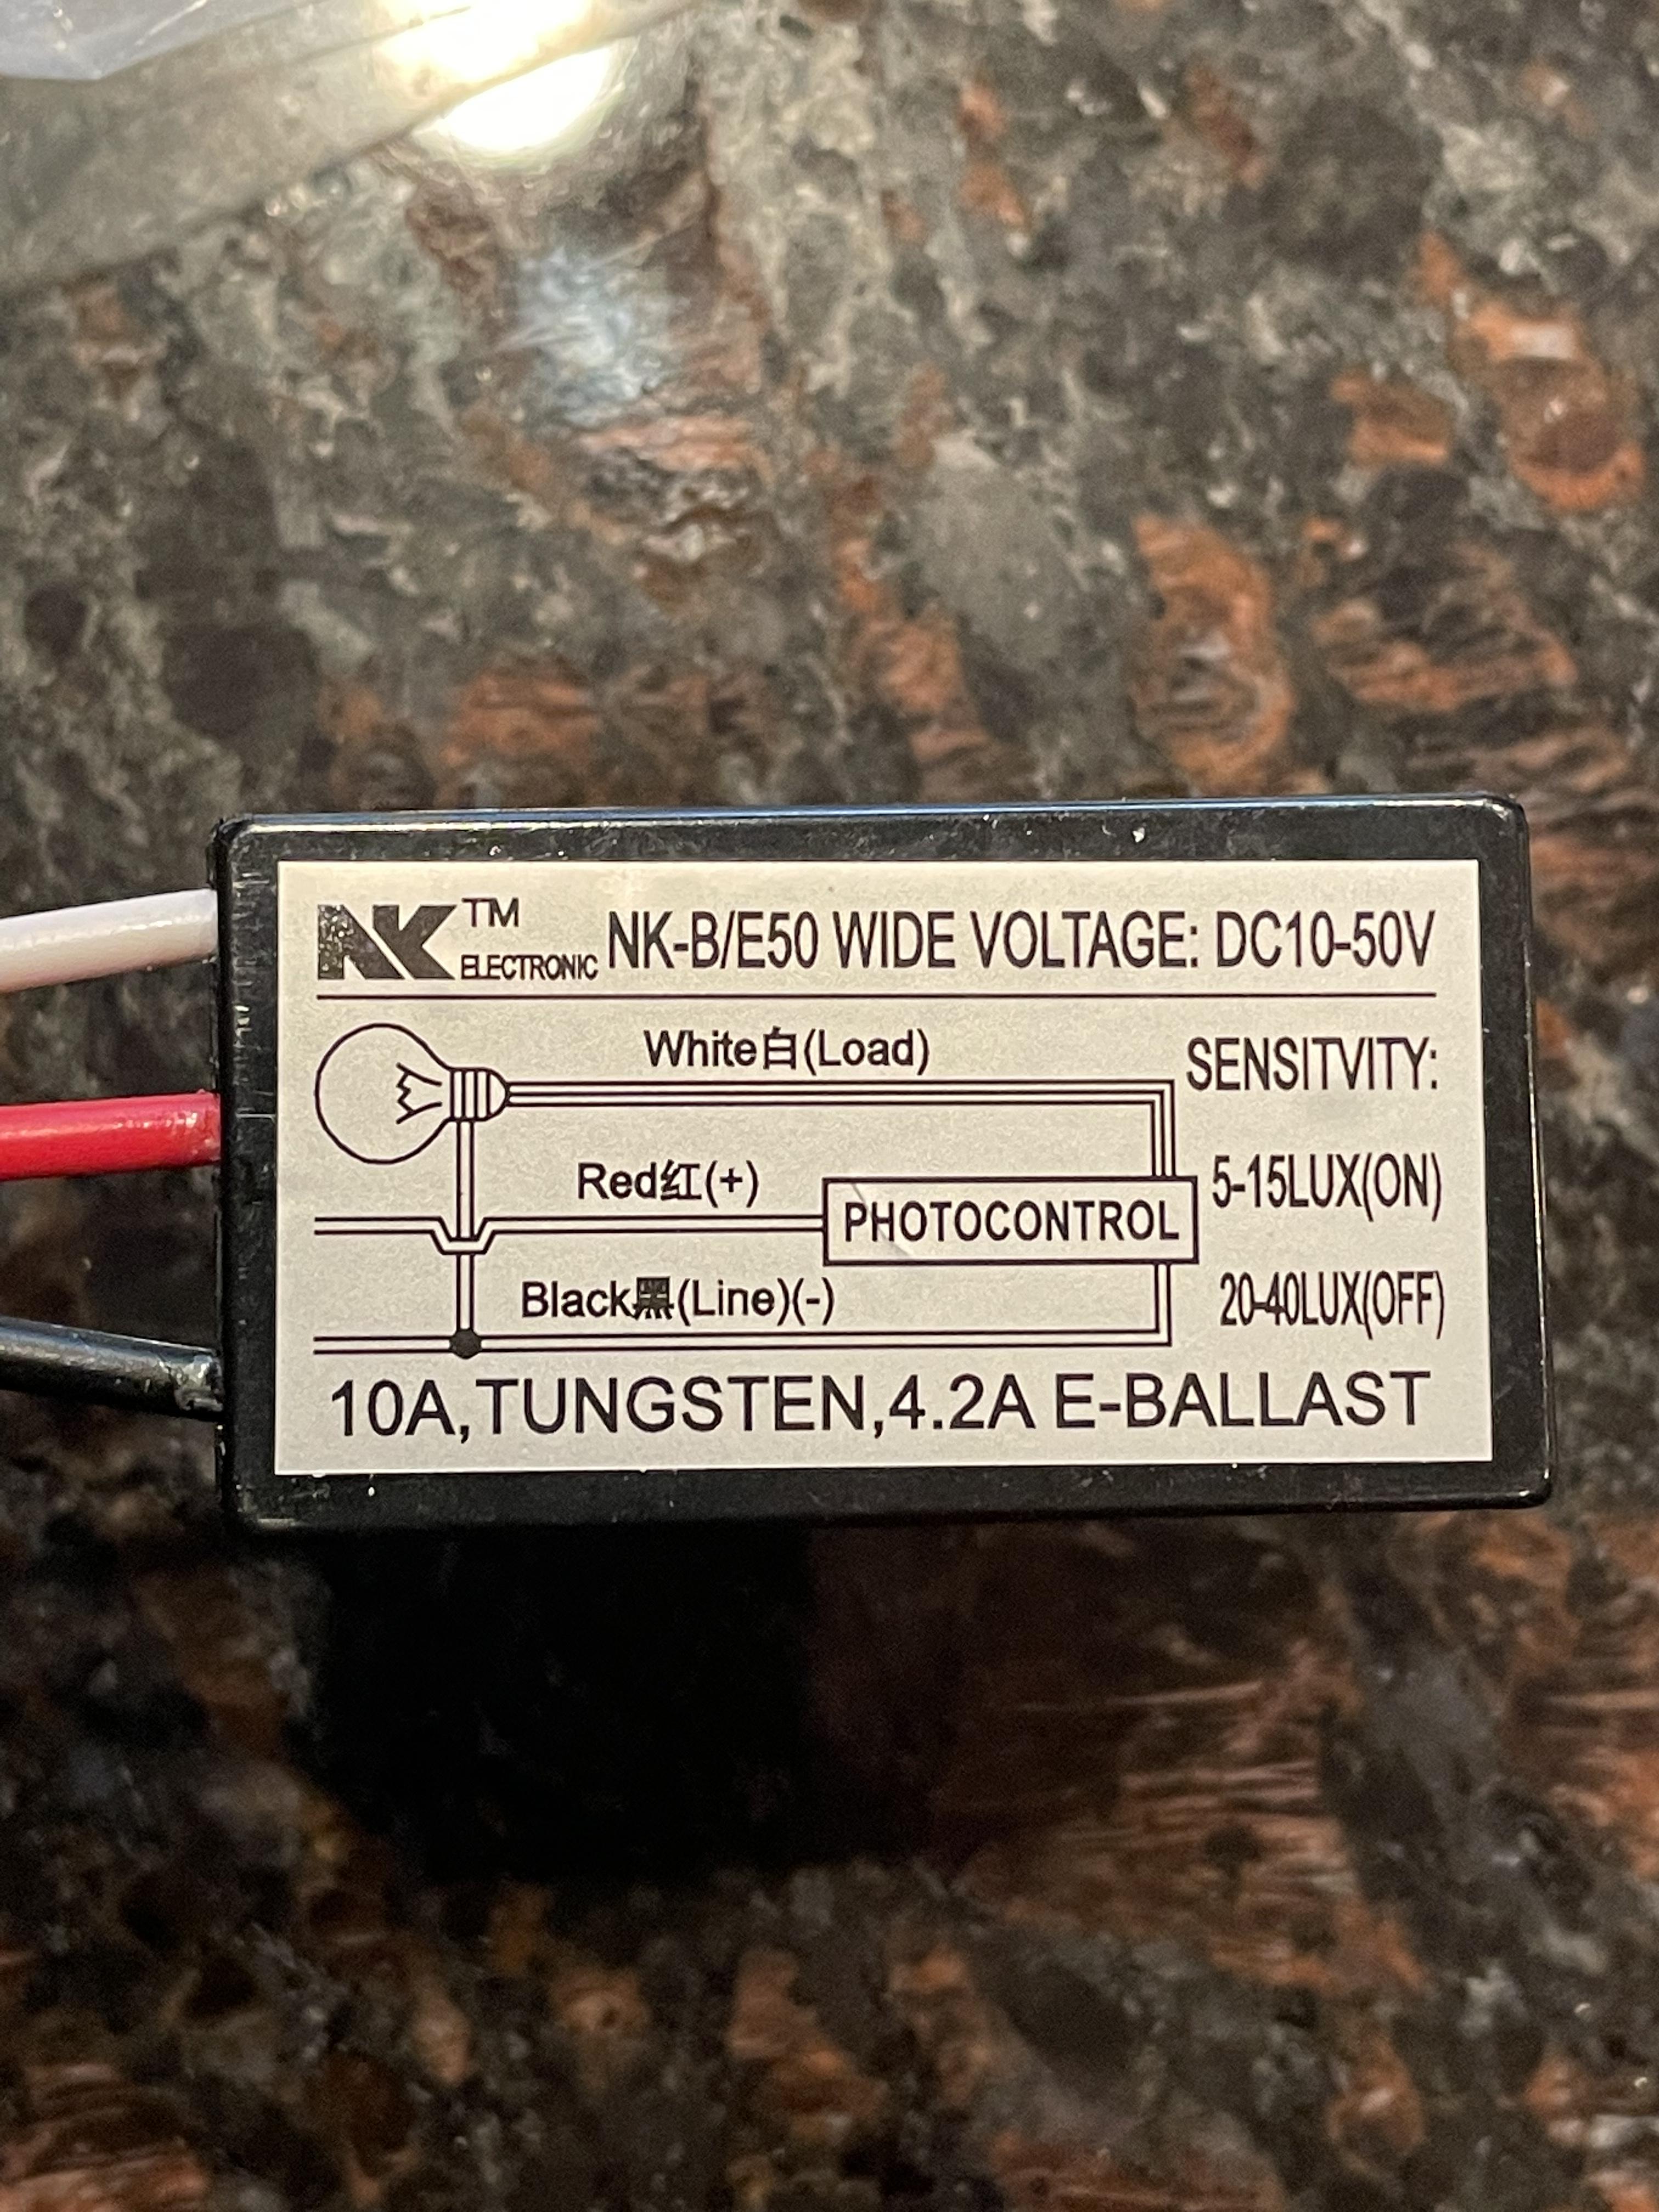 NK TM ELECTRONIC NK-B/E50 WIDE VOLTAGE: DC10-50V
White白(Load)
SENSITVITY:
Red红(+)
PHOTOCONTROL
5-15LUX(ON)
Black黑(Line)(-)
20-40LUX(OFF)
10A,TUNGSTEN,4.2A E-BALLAST